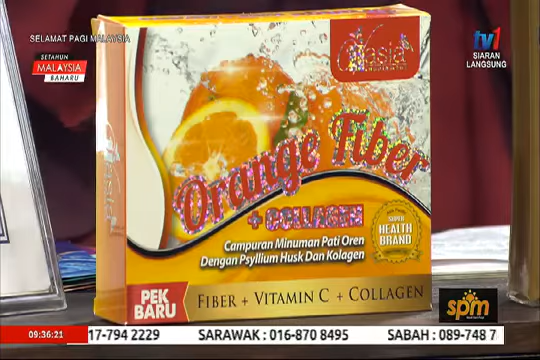 SELAMAT PAGI MALAYSIA
SETAHUN
MALAYSIA
BAHARU
tv1
SIARAN
LANGSUNG
asia
Orange Fiber
+ COLLAGEN
Campuran Minuman Pati Oren
Dengan Psyllium Husk Dan Kolagen
SUPER
HEALTH
BRAND
PEK
BARU
FIBER + VITAMIN C + COLLAGEN
spm
09:36:21
17-794 2229 SARAWAK : 016-870 8495 SABAH : 089-748 7